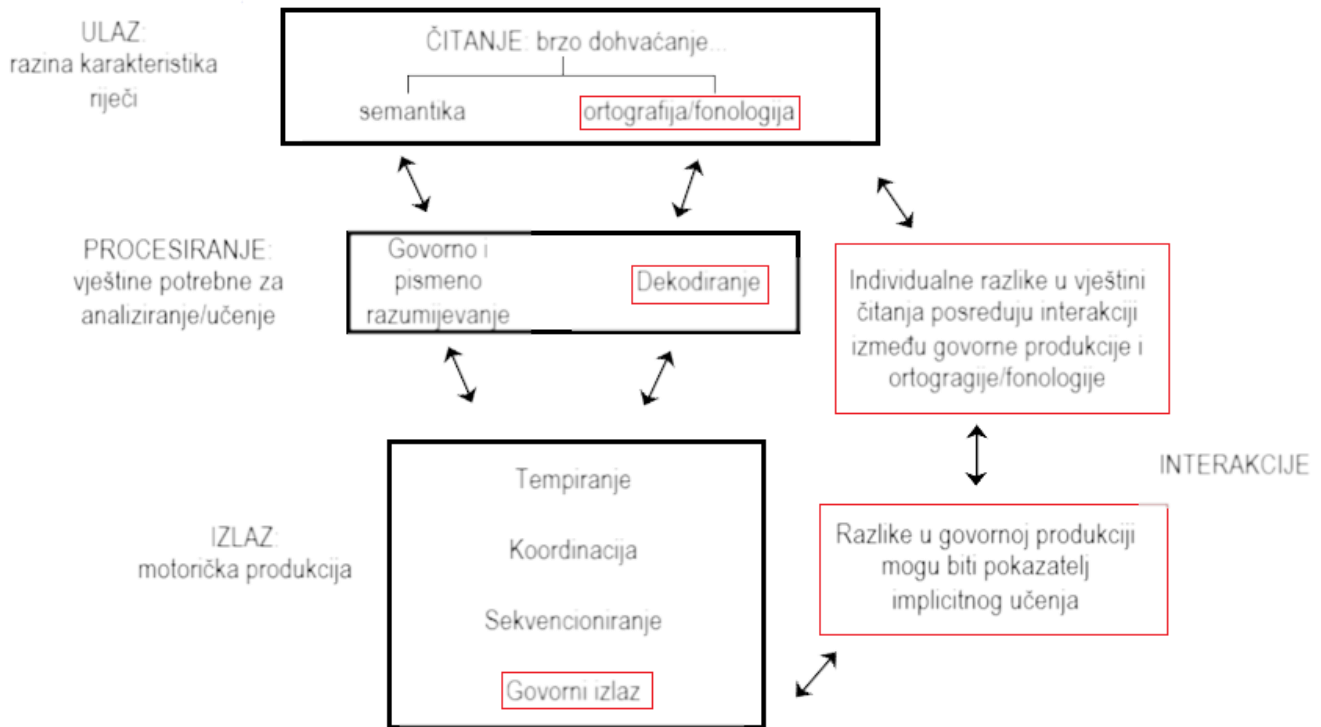 ULAZ:
razina karakteristika
riječi
ČITANJE: brzo dohvaćanje...
semantika
ortografija/fonologija
PROCESIRANJE:
vještine potrebne za
analiziranje/učenje
Govorno i
pismeno
razumijevanje
Dekodiranje
Individualne razlike u vještini
čitanja posreduju interakciji
između govorne produkcije i
ortogragije/fonologije
INTERAKCIJE
IZLAZ:
motorička produkcija
Tempiranje
Koordinacija
Sekvencioniranje
Govorni izlaz
Razlike u govornoj produkciji
mogu biti pokazatelj
implicitnog učenja